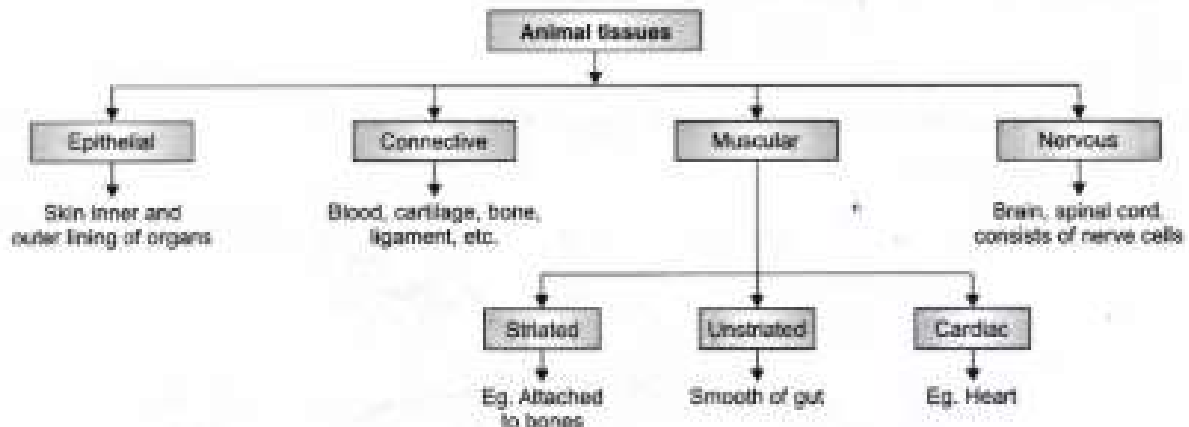 Animal tissues
Epithelial
Connective
Muscular
Nervous
Skin inner and
outer lining of organs
Blood, cartilage, bone,
ligament, etc.
Brain, spinal cord,
consists of nerve cells
Striated
Unstriated
Cardiac
Eg. Attached
to bones
Smooth of gut
Eg. Heart